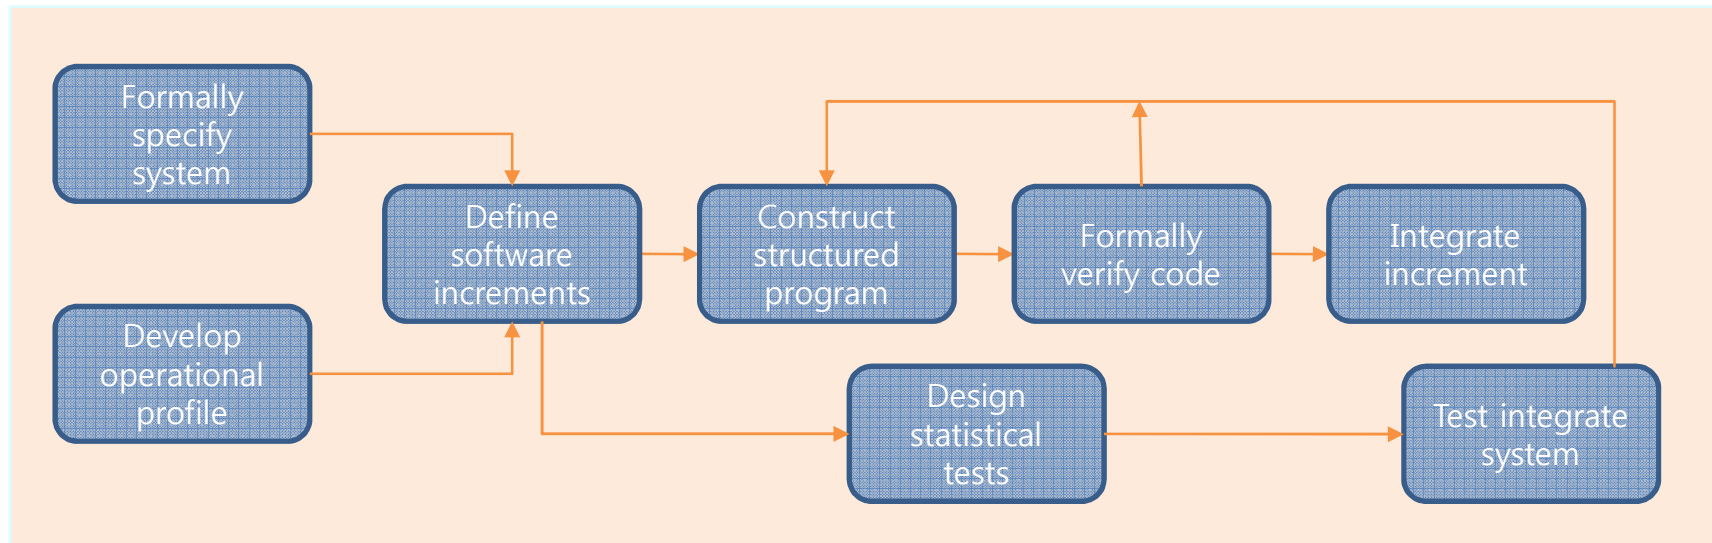 Formally
specify
system
Develop
operational
profile
Define
software
increments
Construct
structured
program
Formally
verify code
Integrate
increment
Design
statistical
tests
Test integrate
system